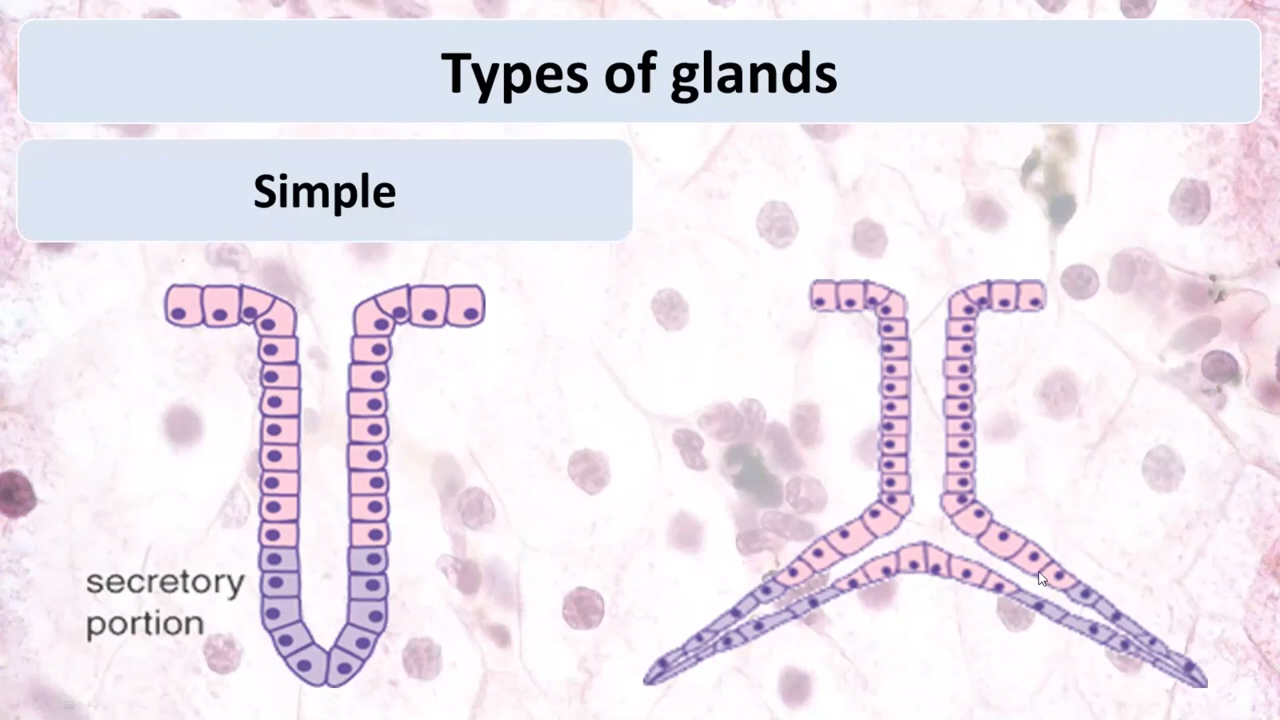 Types of glands
Simple
secretory
portion